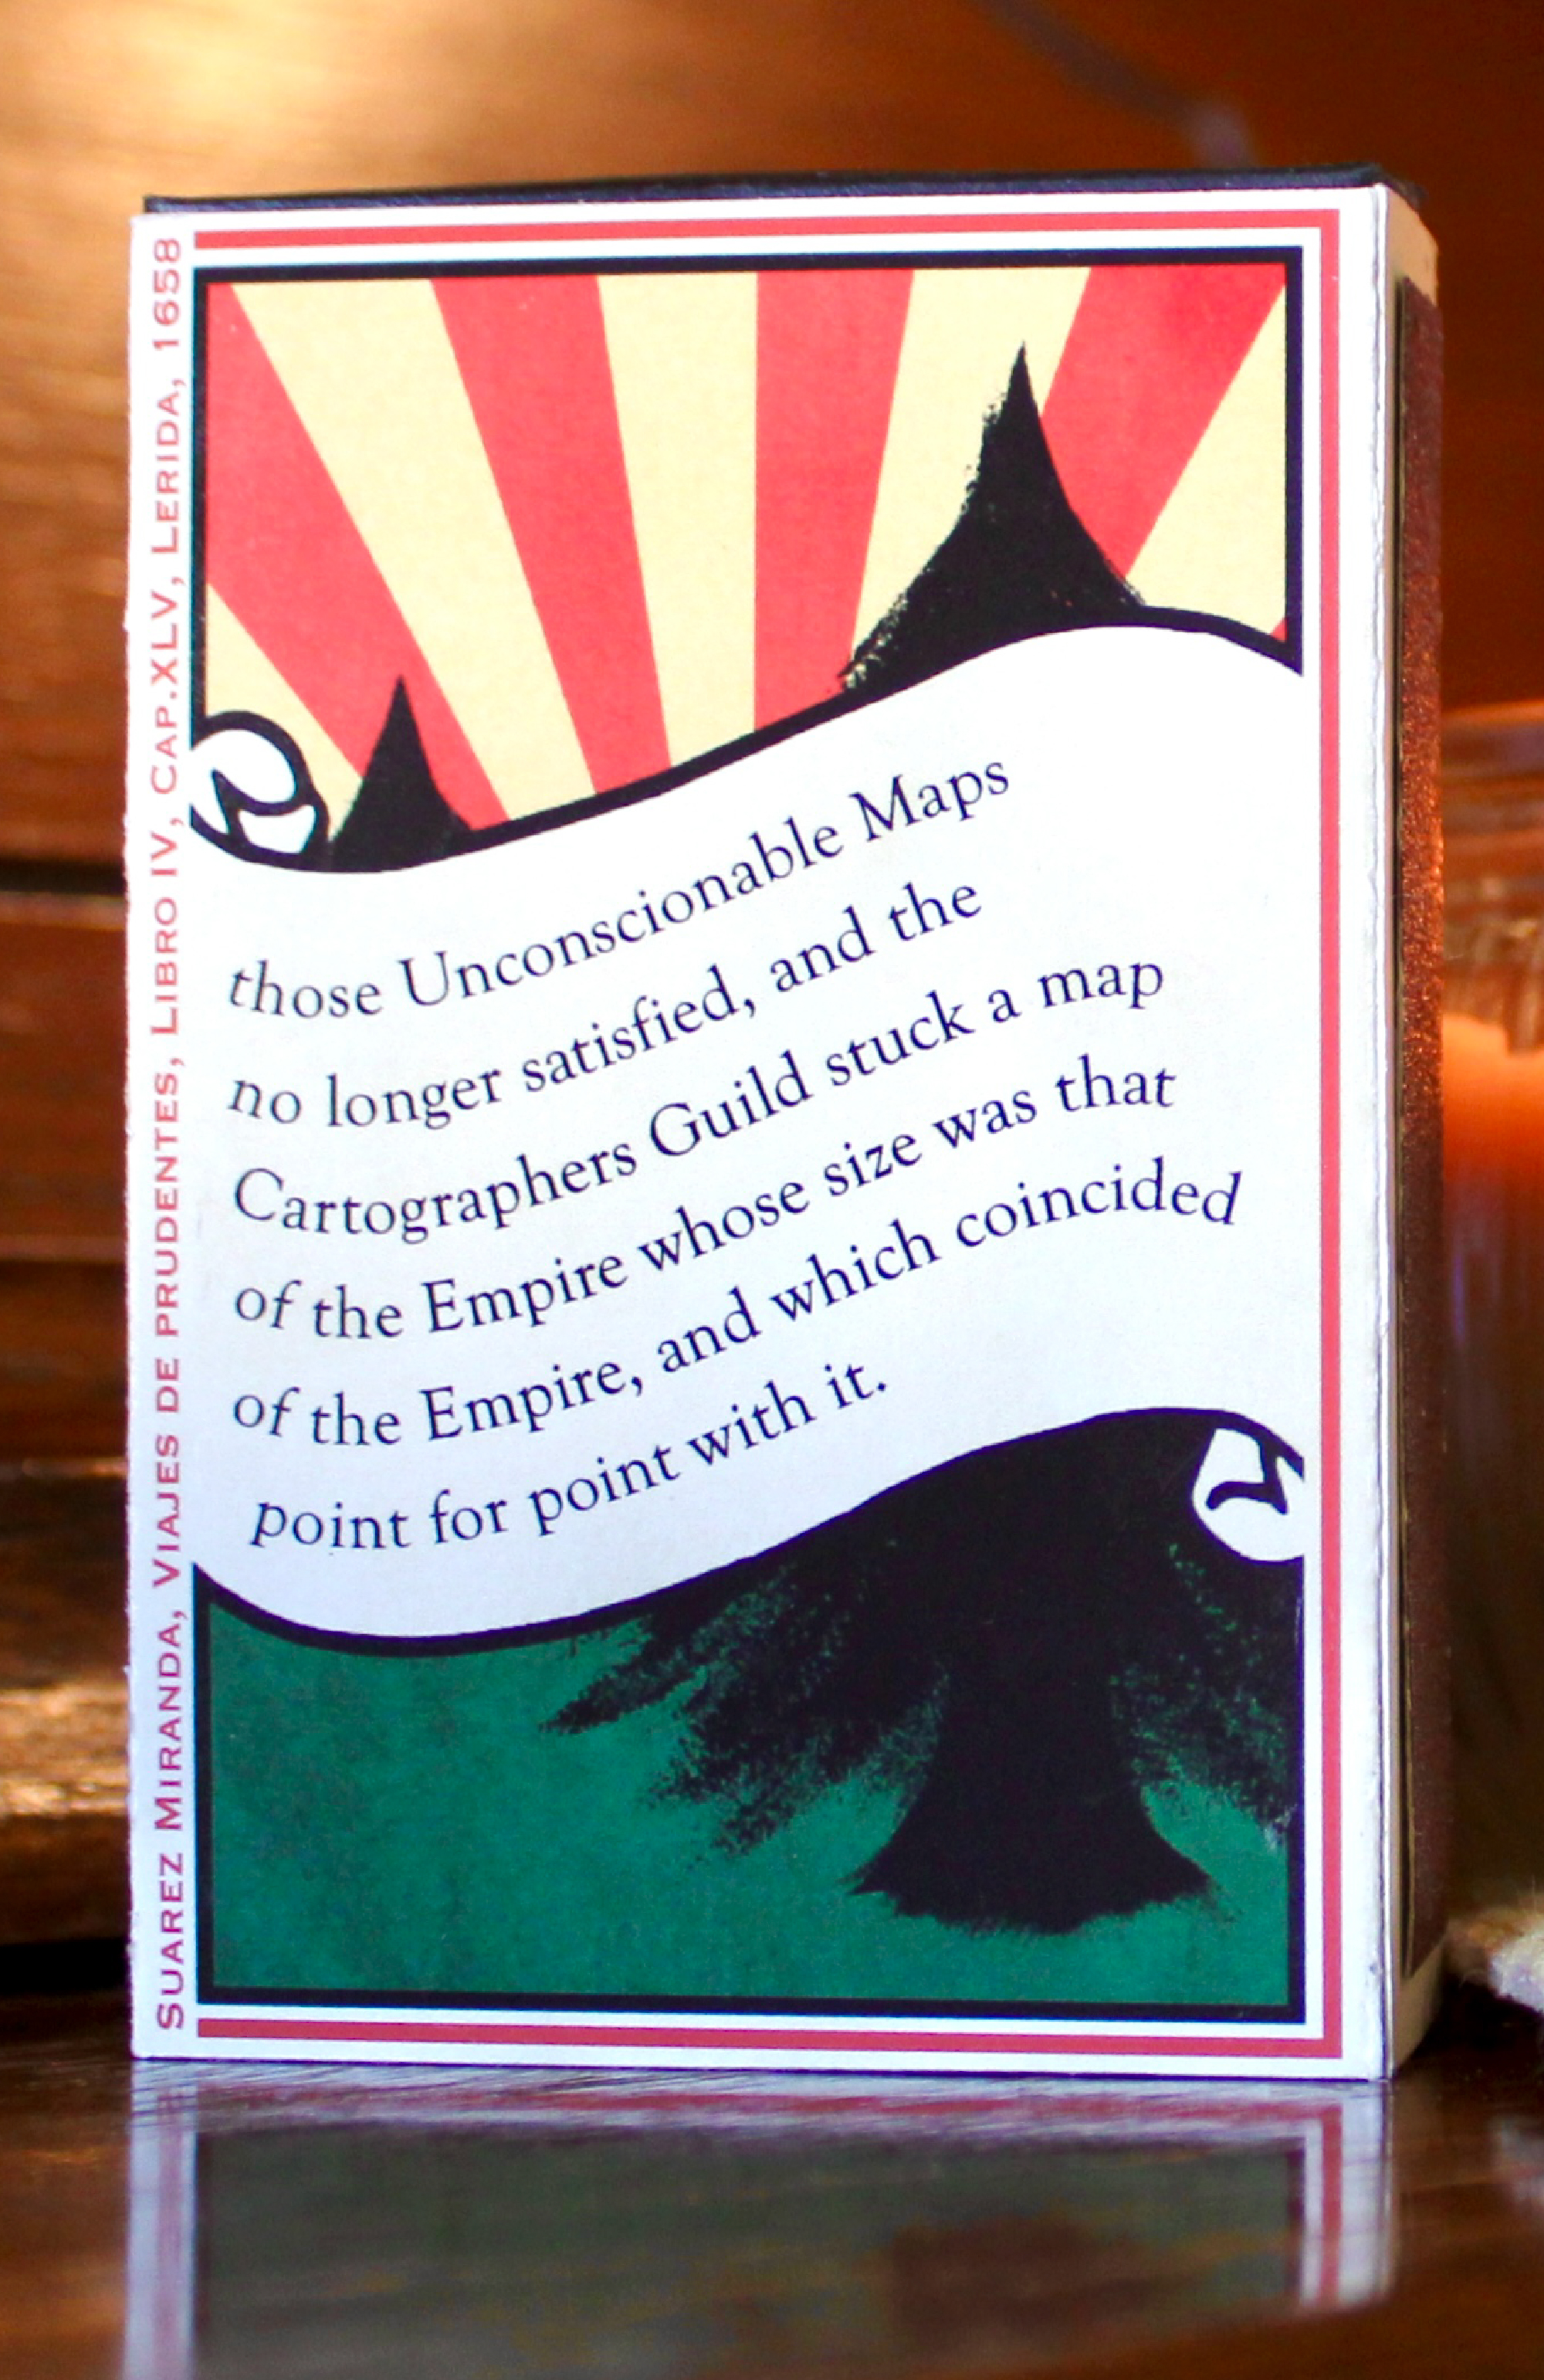 those Unconscionable Maps
no longer satisfied, and the
Cartographers Guild stuck a map
of the Empire whose size was that
of the Empire, and which coincided
point for point with it.
SUAREZ MIRANDA, VIAJES DE PRUDENTES, LIBRO IV, CAP.XLV, LERIDA, 1658